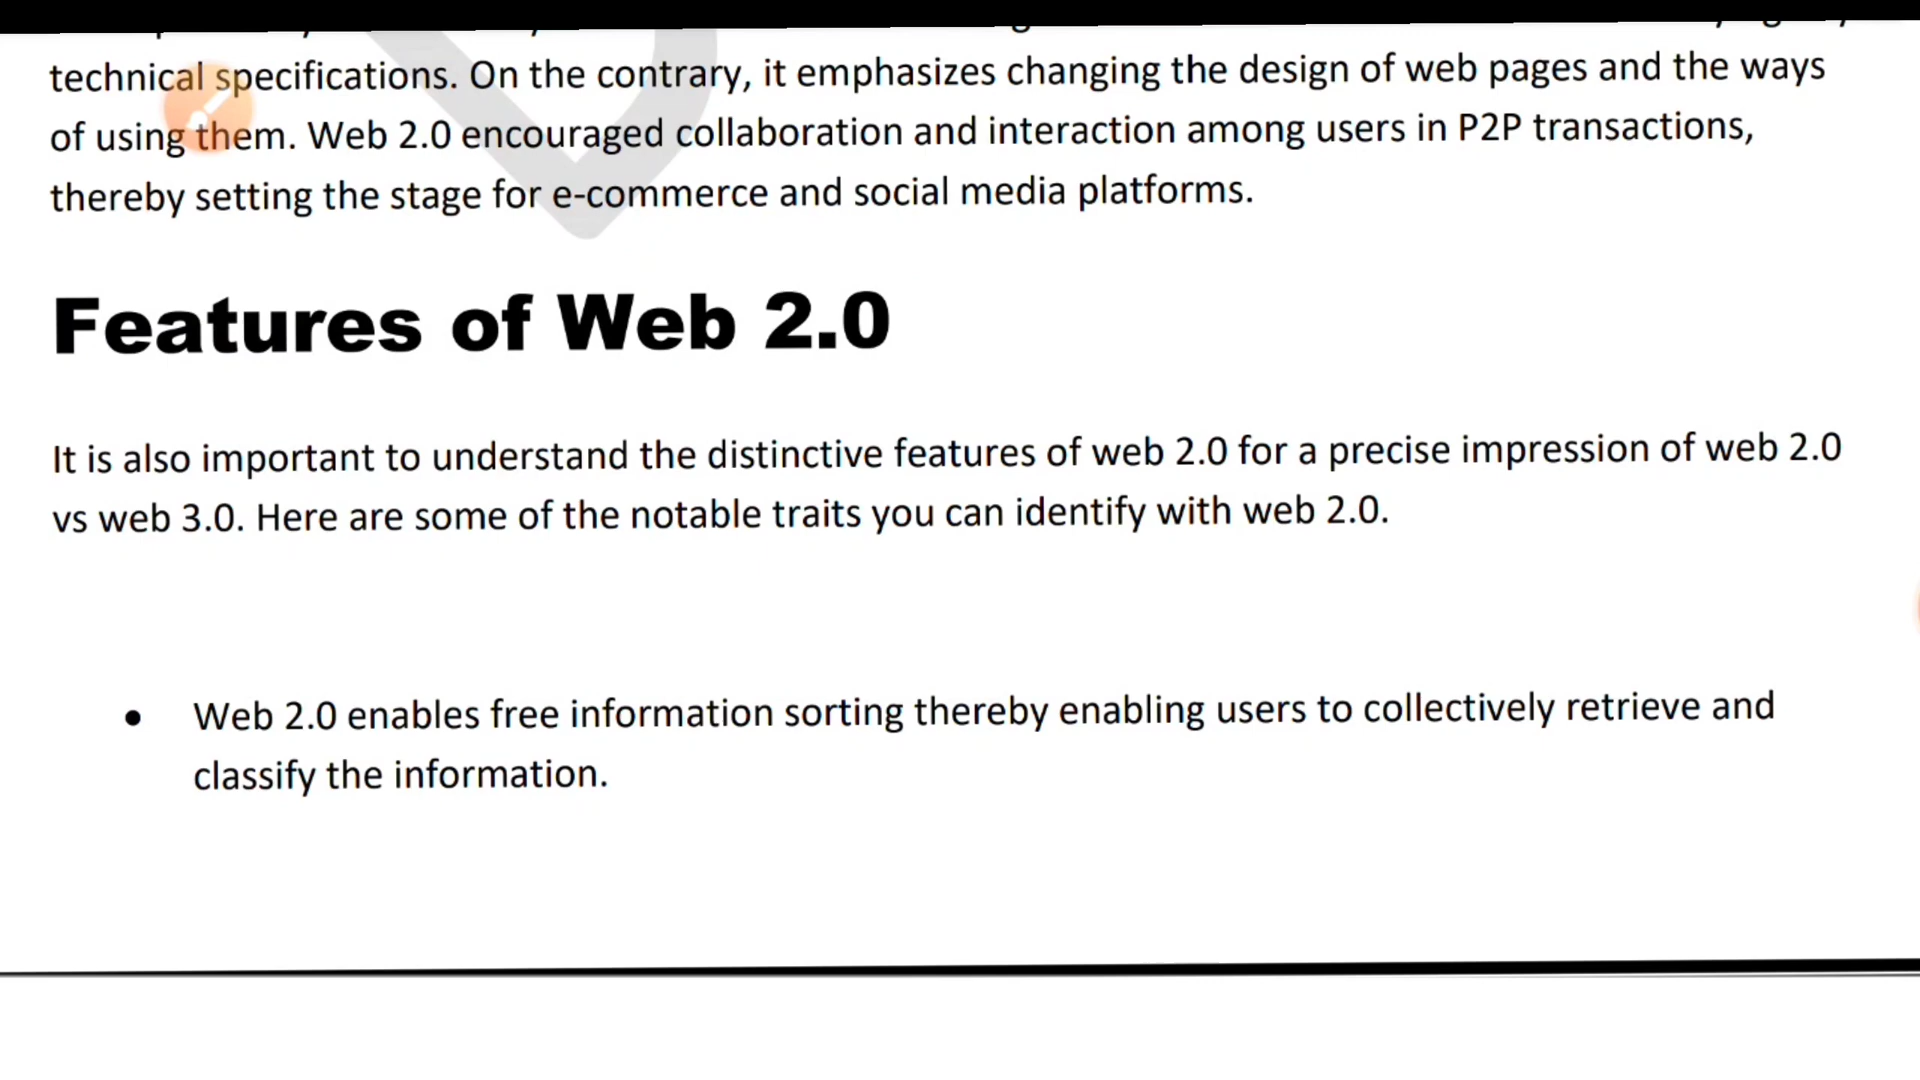 technical specifications. On the contrary, it emphasizes changing the design of web pages and the ways
of using them. Web 2.0 encouraged collaboration and interaction among users in P2P transactions,
thereby setting the stage for e-commerce and social media platforms.
Features of Web 2.0
It is also important to understand the distinctive features of web 2.0 for a precise impression of web 2.0
vs web 3.0. Here are some of the notable traits you can identify with web 2.0.
• Web 2.0 enables free information sorting thereby enabling users to collectively retrieve and
classify the information.